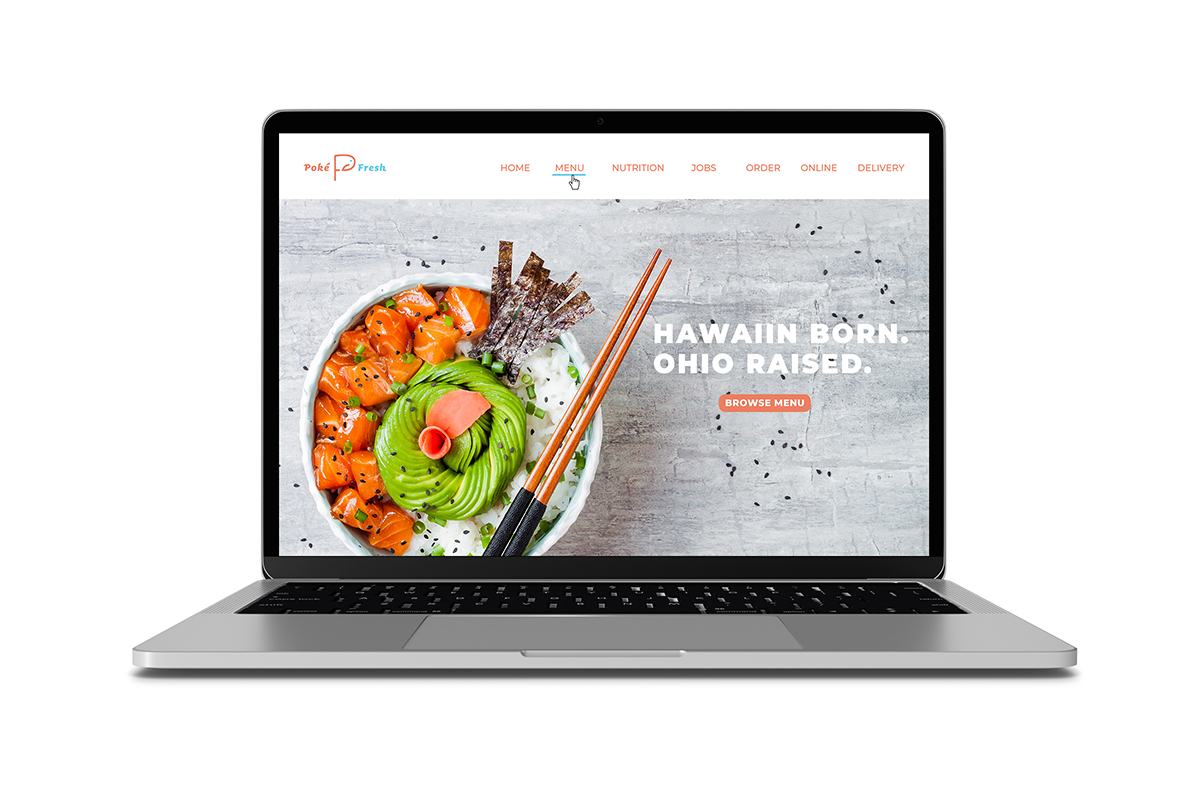 Poké Fresh
HOME MENU NUTRITION JOBS ORDER ONLINE DELIVERY
HAWAIIN BORN.
OHIO RAISED.
BROWSE MENU